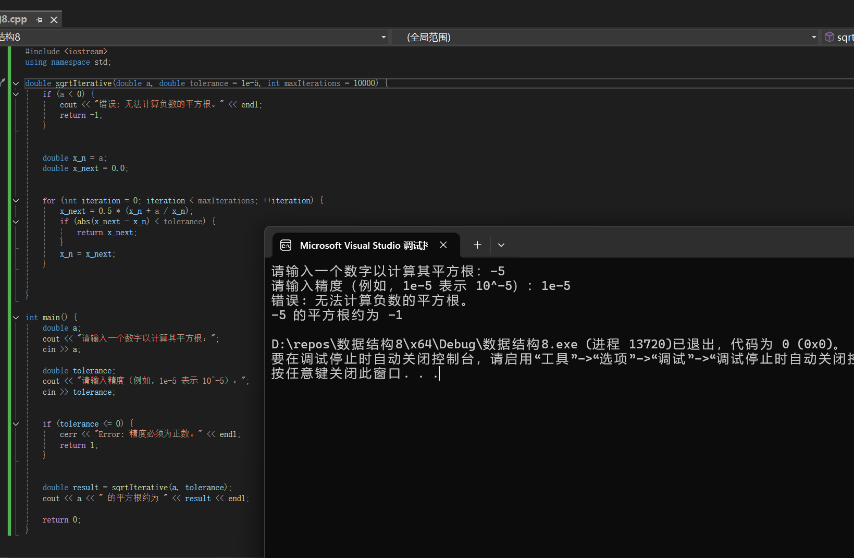 8.cpp
结构8
(全局范围)
sqrt
#include <iostream>
using namespace std;
double sqrtIterative(double a, double tolerance = 1e-5, int maxIterations = 10000) {
if (a < 0) {
cout << "错误：无法计算负数的平方根。" << endl;
return -1;
}
double x_n = a;
double x_next = 0.0;
for (int iteration = 0; iteration < maxIterations; ++iteration) {
x_next = 0.5 * (x_n + a / x_n);
if (abs(x_next - x_n) < tolerance) {
return x_next;
}
x_n = x_next;
}
}
int main() {
double a;
cout << "请输入一个数字以计算其平方根：";
cin >> a;
double tolerance;
cout << "请输入精度（例如，1e-5 表示 10^-5）：";
cin >> tolerance;
if (tolerance <= 0) {
cerr << "Error: 精度必须为正数。" << endl;
return 1;
}
double result = sqrtIterative(a, tolerance);
cout << a << " 的平方根约为 " << result << endl;
return 0;
}
Microsoft Visual Studio 调试控
请输入一个数字以计算其平方根：-5
请输入精度（例如，1e-5 表示 10^-5）：1e-5
错误：无法计算负数的平方根。
-5 的平方根约为 -1
D:\repos\数据结构8\x64\Debug\数据结构8.exe (进程 13720)已退出，代码为 0 (0x0)。
要在调试停止时自动关闭控制台，请启用“工具”->“选项”->“调试”->“调试停止时自动关闭控
按任意键关闭此窗口. . .